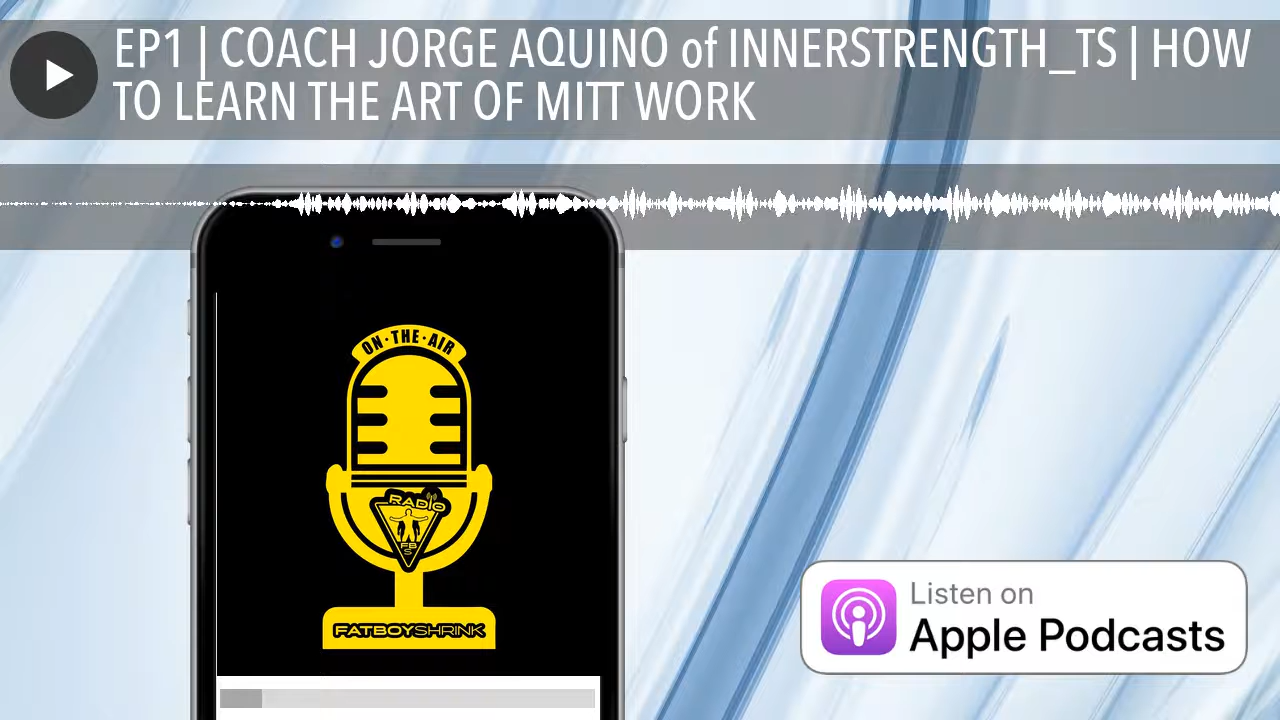 EP1 | COACH JORGE AQUINO of INNERSTRENGTH_TS | HOW
TO LEARN THE ART OF MITT WORK
ON·THE·AIR
RADIO
FB
S
FATBOYSHRINK
Listen on
Apple Podcasts